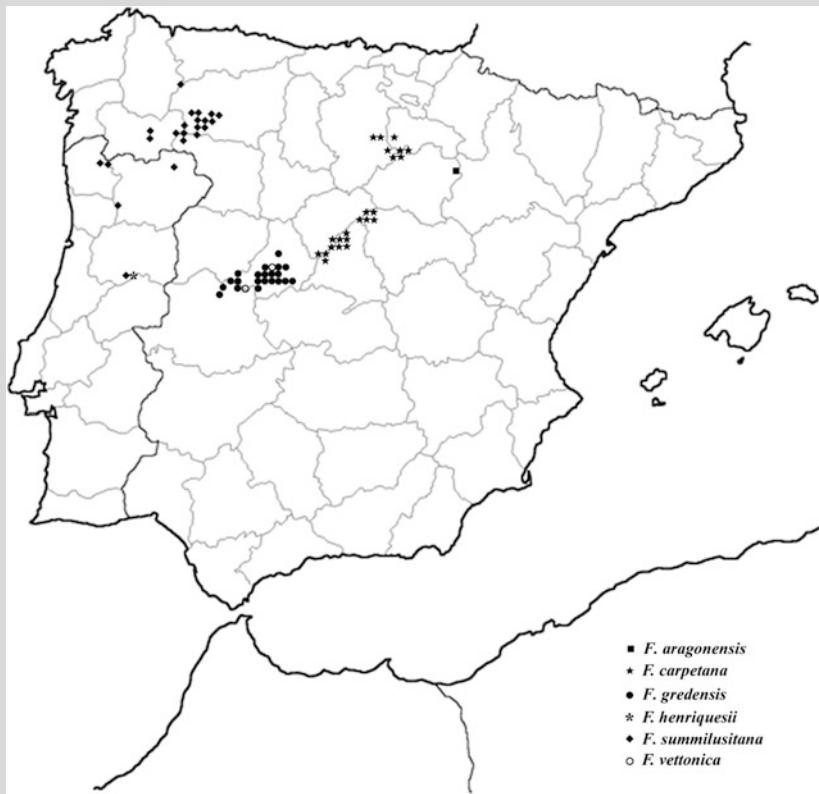 F. aragonensis
F. carpetana
F. gredensis
F. henriquesii
F. summilusitana
F. vettonica